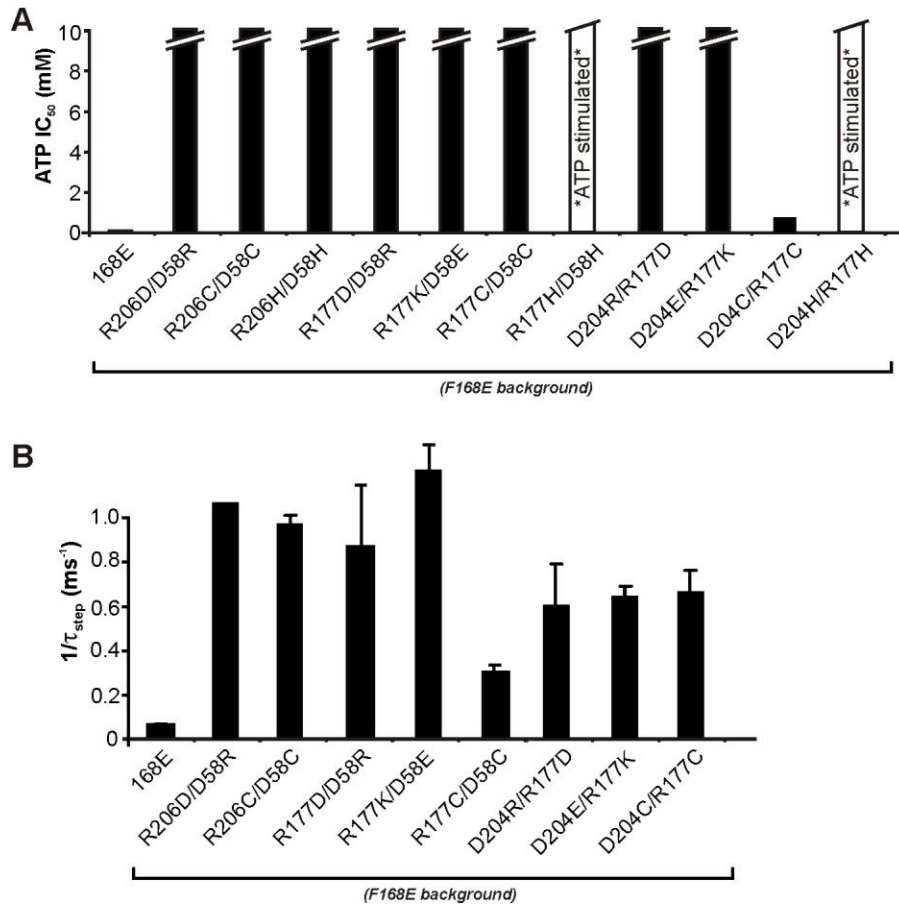 A
ATP IC50 (mM)
10
8
6
4
2
0
*ATP stimulated*
*ATP stimulated*
168E
R206D/D58R
R206C/D58C
R206H/D58H
R177D/D58R
R177K/D58E
R177C/D58C
R177H/D58H
D204R/R177D
D204E/R177K
D204C/R177C
D204H/R177H
(F168E background)
B
1/τstep (ms-1)
1.0
0.8
0.6
0.4
0.2
0
168E
R206D/D58R
R206C/D58C
R177D/D58R
R177K/D58E
R177C/D58C
D204R/R177D
D204E/R177K
D204C/R177C
(F168E background)